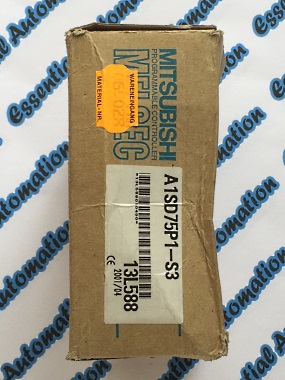 MITSUBISHI
PROGRAMMABLE CONTROLLER
MELSEC
WARENEINGANG
MATERIAL-NR.
A1SD75P1-S3
13L588
CE 2001/04
Essential Automation